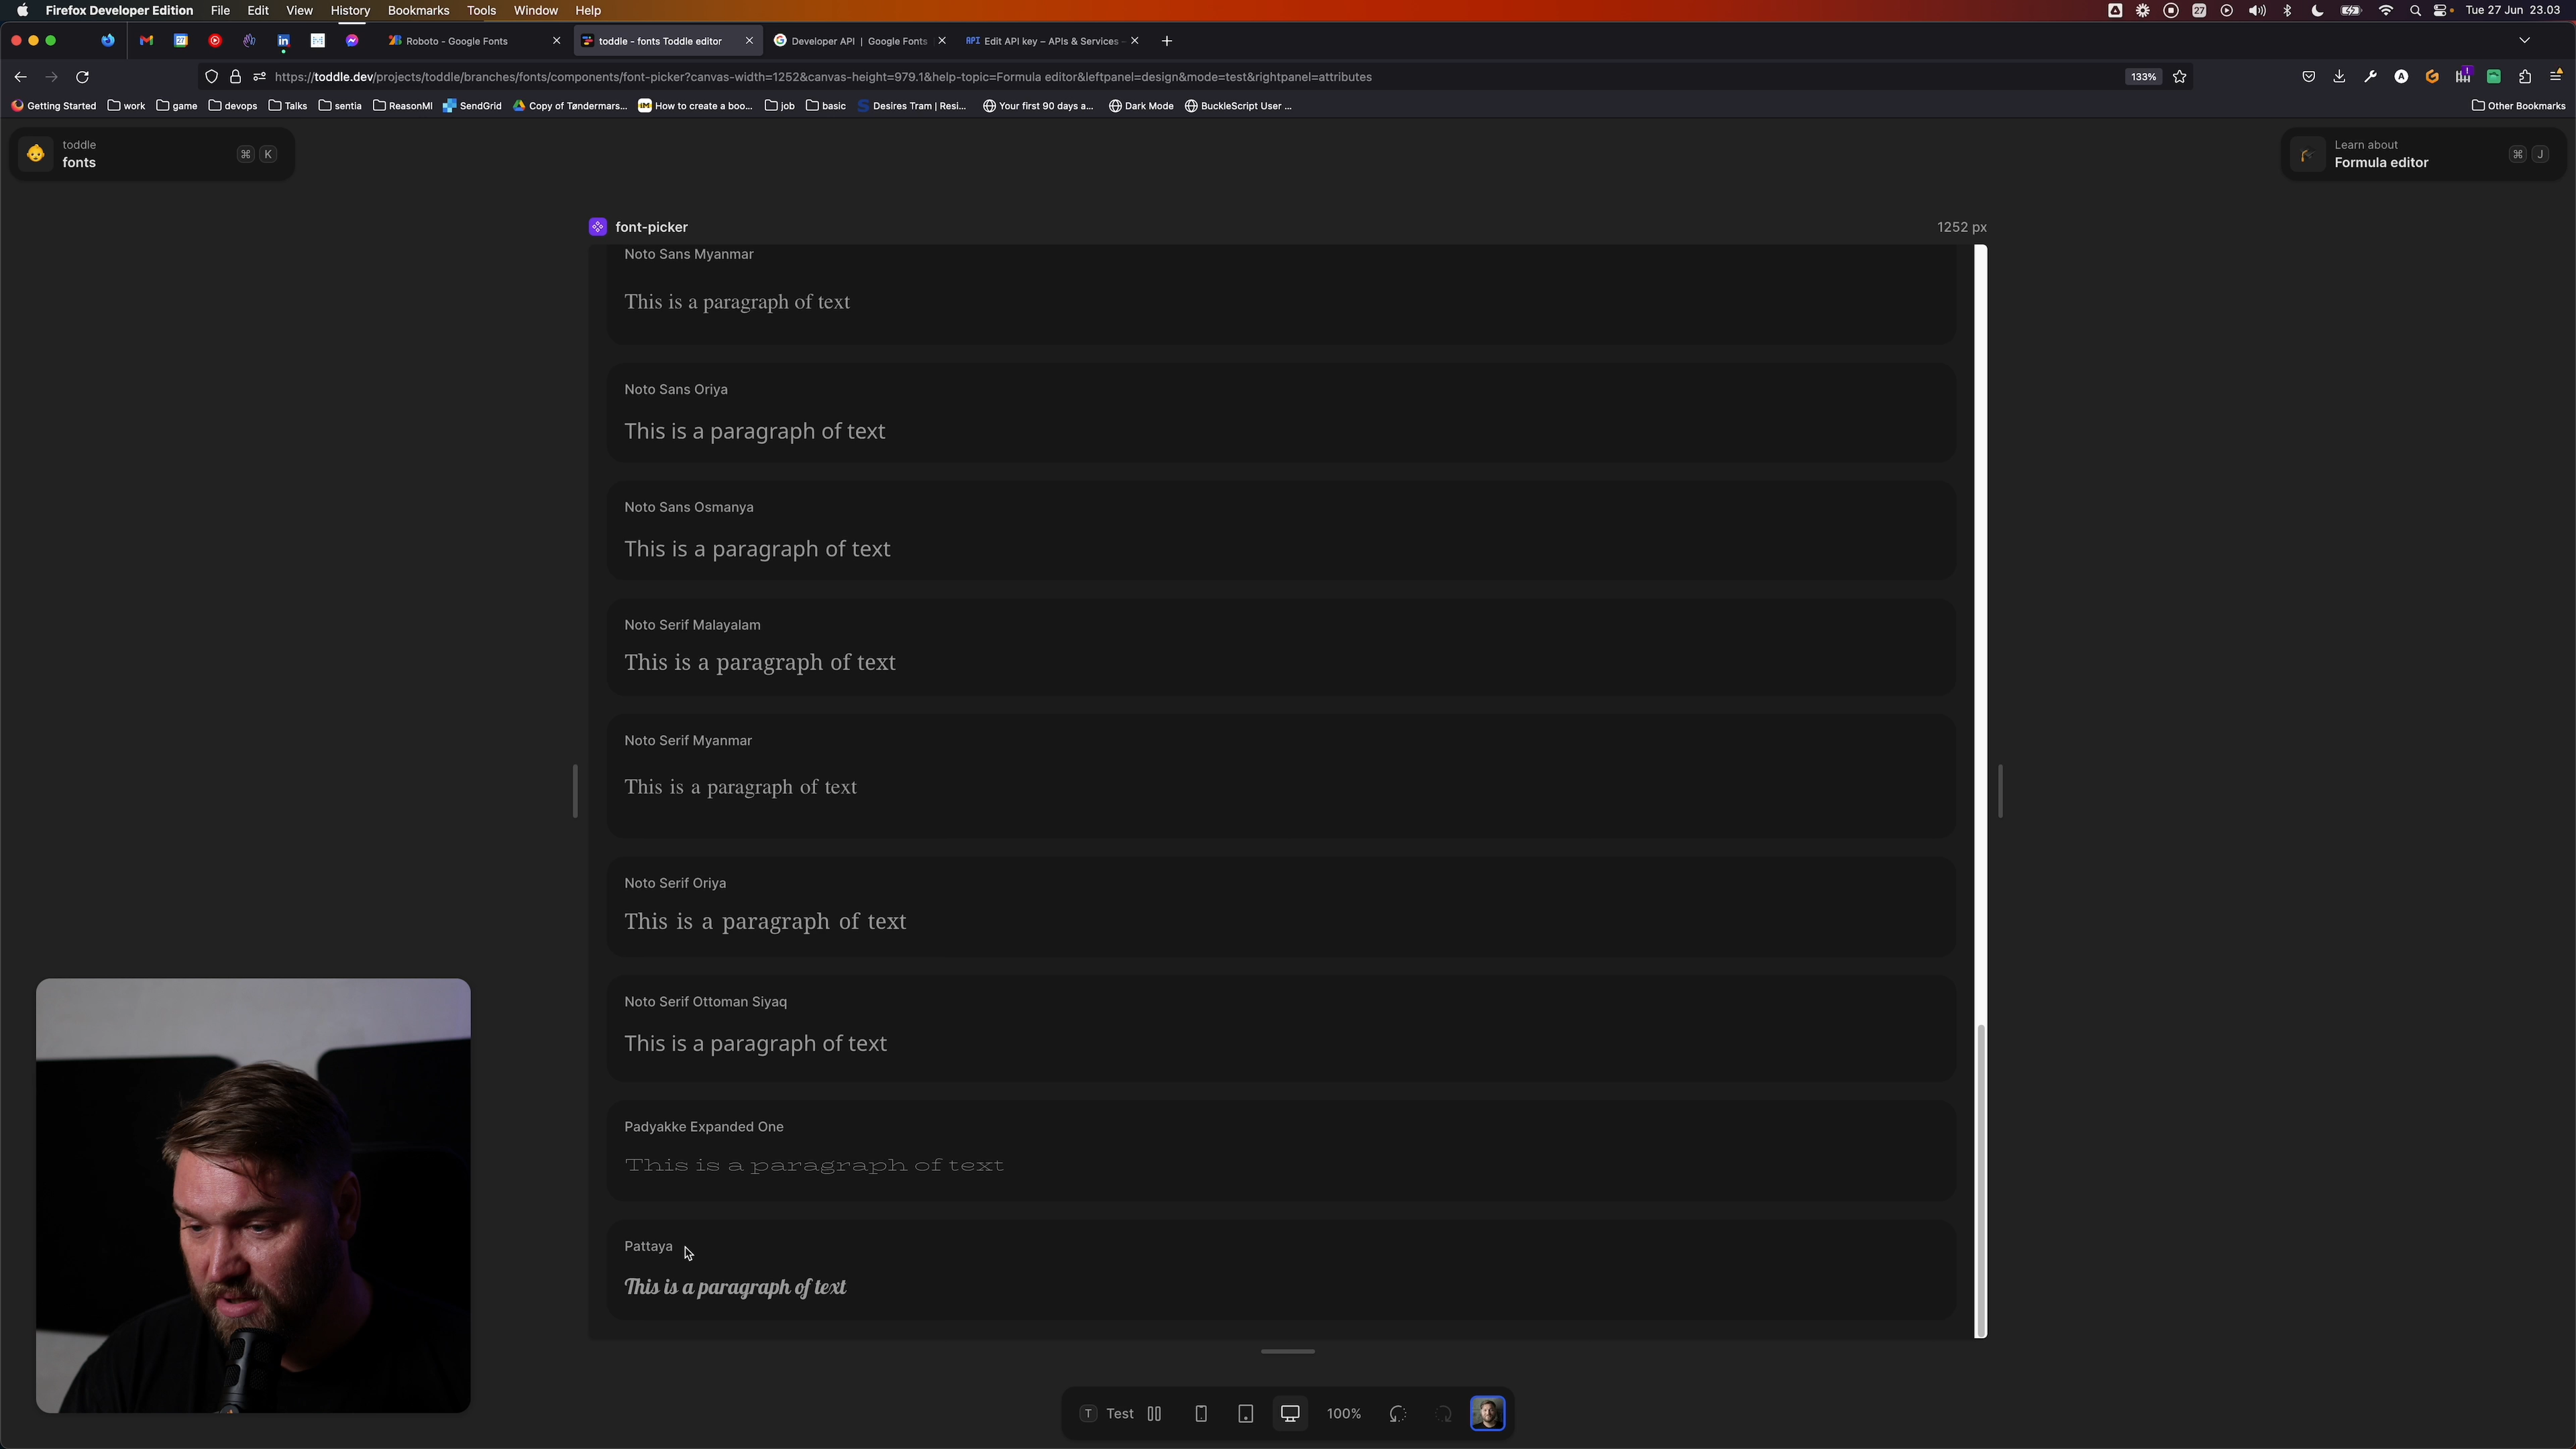 Firefox Developer Edition File Edit View History Bookmarks Tools Window Help 27 Tue 27 Jun 23.03
27 Roboto - Google Fonts toddle - fonts Toddle editor Developer API | Google Fonts API Edit API key – APIs & Services -
https://toddle.dev/projects/toddle/branches/fonts/components/font-picker?canvas-width=1252&canvas-height=979.1&help-topic=Formula editor&leftpanel=design&mode=test&rightpanel=attributes 133%
Getting Started work game devops Talks sentia ReasonMl SendGrid Copy of Tøndermars... How to create a boo... job basic Desires Tram | Resi... Your first 90 days a... Dark Mode BuckleScript User ... Other Bookmarks
toddle
fonts ⌘ K
Learn about
Formula editor ⌘ J
font-picker 1252 px
Noto Sans Myanmar
This is a paragraph of text
Noto Sans Oriya
This is a paragraph of text
Noto Sans Osmanya
This is a paragraph of text
Noto Serif Malayalam
This is a paragraph of text
Noto Serif Myanmar
This is a paragraph of text
Noto Serif Oriya
This is a paragraph of text
Noto Serif Ottoman Siyaq
This is a paragraph of text
Padyakke Expanded One
This is a paragraph of text
Pattaya
This is a paragraph of text
T Test 100%